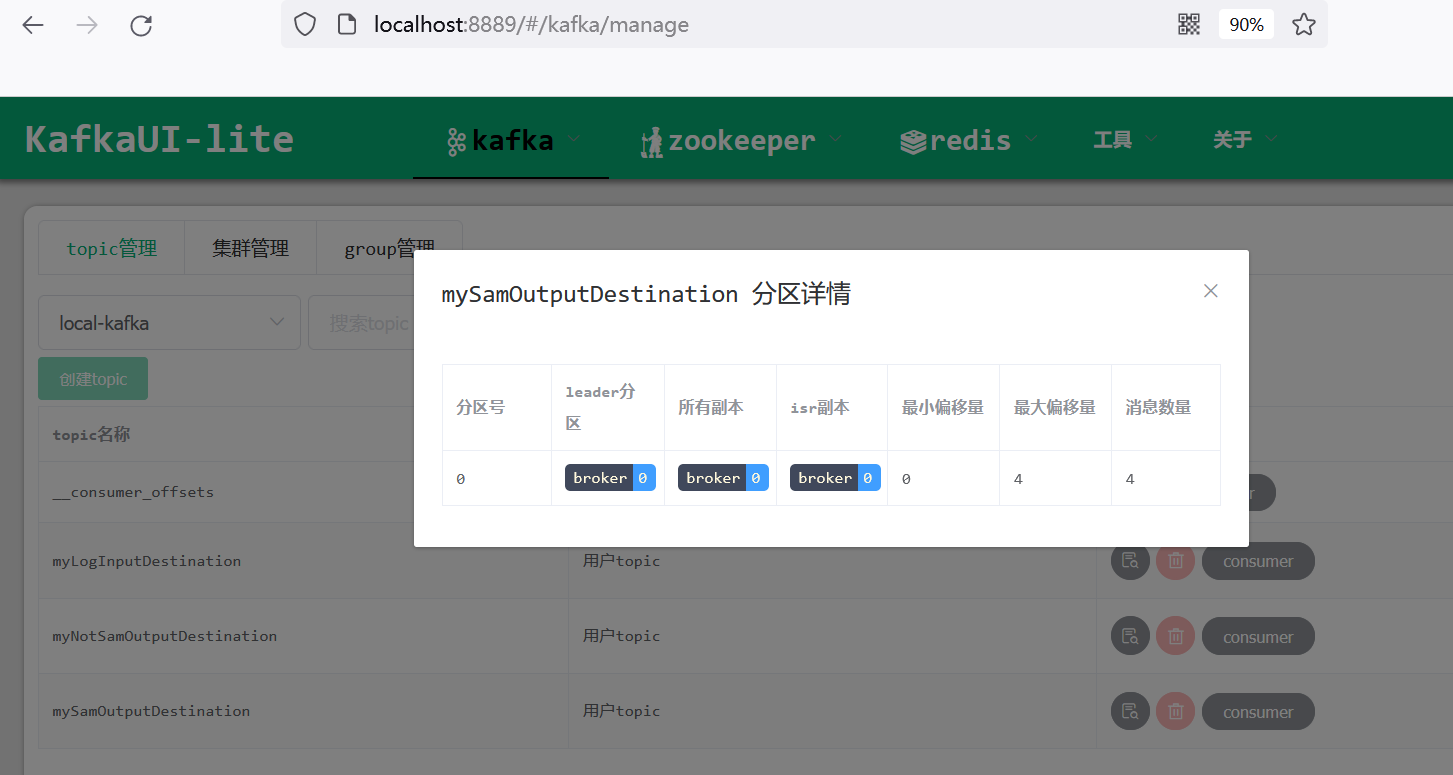 localhost:8889/#/kafka/manage 90%
KafkaUI-lite kafka zookeeper redis 工具 关于
topic管理 集群管理 group管理
mySamOutputDestination 分区详情
local-kafka 搜索topic
创建topic
分区号 leader分区 所有副本 isr副本 最小偏移量 最大偏移量 消息数量
0 broker 0 broker 0 broker 0 0 4 4
topic名称
__consumer_offsets
myLogInputDestination 用户topic consumer
myNotSamOutputDestination 用户topic consumer
mySamOutputDestination 用户topic consumer